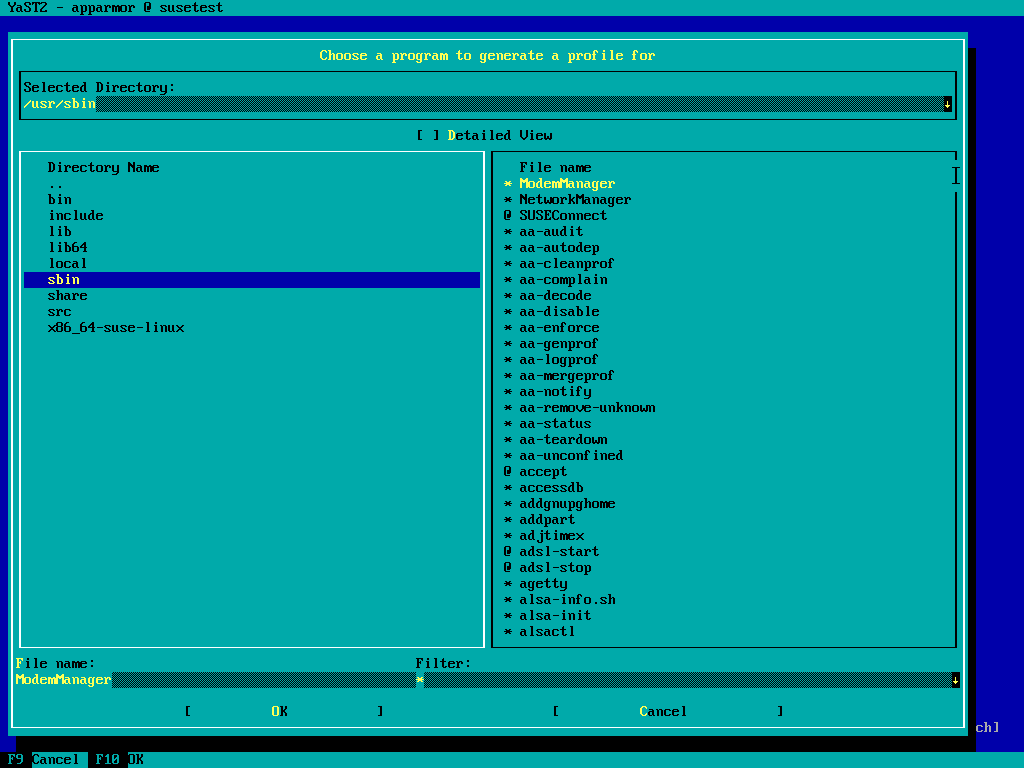 YaST2 - apparmor @ susetest
Choose a program to generate a profile for
Selected Directory:
/usr/sbin
[ ] Detailed View
Directory Name
..
bin
include
lib
lib64
local
sbin
share
src
x86_64-suse-linux
File name
* ModemManager
* NetworkManager
@ SUSEConnect
* aa-audit
* aa-autodep
* aa-cleanprof
* aa-complain
* aa-decode
* aa-disable
* aa-enforce
* aa-genprof
* aa-logprof
* aa-mergeprof
* aa-notify
* aa-remove-unknown
* aa-status
* aa-teardown
* aa-unconfined
@ accept
* accessdb
* addgnupghome
* addpart
* adjtimex
@ adsl-start
@ adsl-stop
* agetty
* alsa-info.sh
* alsa-init
* alsactl
File name:
ModemManager
Filter:
*
[ OK ] [ Cancel ]
ch]
F9 Cancel F10 OK